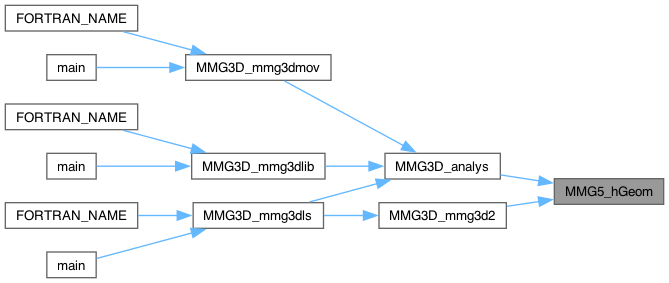 FORTRAN_NAME
main
MMG3D_mmg3dmov
FORTRAN_NAME
main
MMG3D_mmg3dlib
MMG3D_analys
MMG5_hGeom
FORTRAN_NAME
MMG3D_mmg3dls
MMG3D_mmg3d2
main